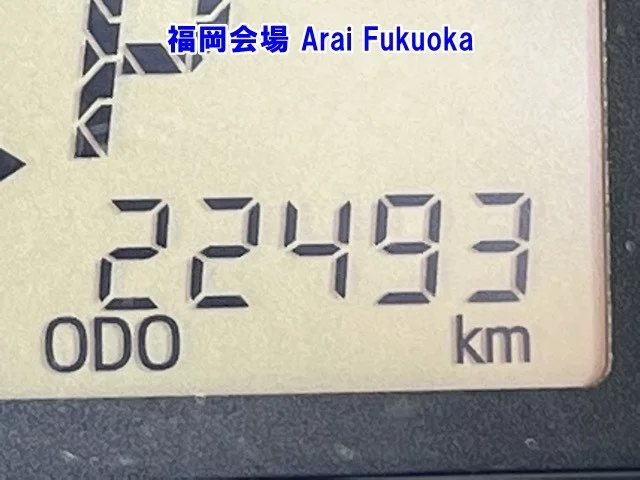 福岡会場 Arai Fukuoka
P
22493
ODO km